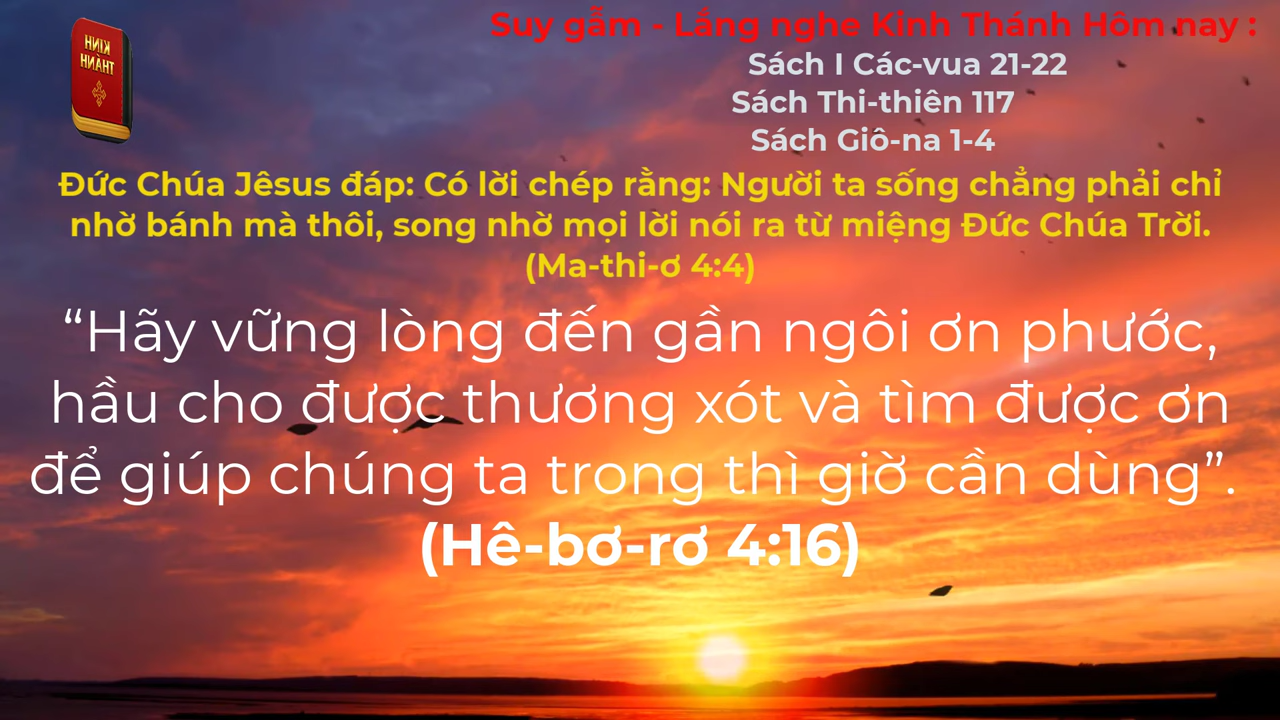 KINH
THÁNH
Suy gẫm - Lắng nghe Kinh Thánh Hôm nay :
Sách I Các-vua 21-22
Sách Thi-thiên 117
Sách Giô-na 1-4
Đức Chúa Jêsus đáp: Có lời chép rằng: Người ta sống chẳng phải chỉ
nhờ bánh mà thôi, song nhờ mọi lời nói ra từ miệng Đức Chúa Trời.
(Ma-thi-ơ 4:4)
“Hãy vững lòng đến gần ngôi ơn phước,
hầu cho được thương xót và tìm được ơn
để giúp chúng ta trong thì giờ cần dùng”.
(Hê-bơ-rơ 4:16)